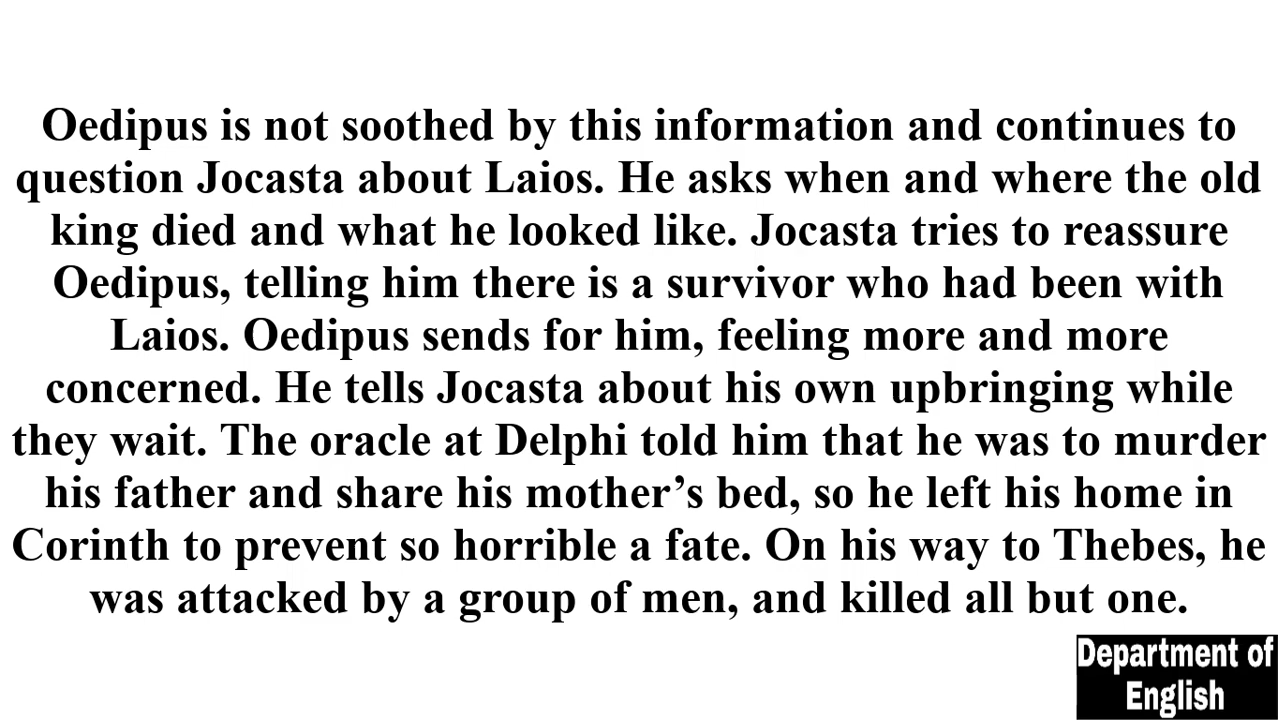 Oedipus is not soothed by this information and continues to
question Jocasta about Laios. He asks when and where the old
king died and what he looked like. Jocasta tries to reassure
Oedipus, telling him there is a survivor who had been with
Laios. Oedipus sends for him, feeling more and more
concerned. He tells Jocasta about his own upbringing while
they wait. The oracle at Delphi told him that he was to murder
his father and share his mother’s bed, so he left his home in
Corinth to prevent so horrible a fate. On his way to Thebes, he
was attacked by a group of men, and killed all but one.
Department of
English